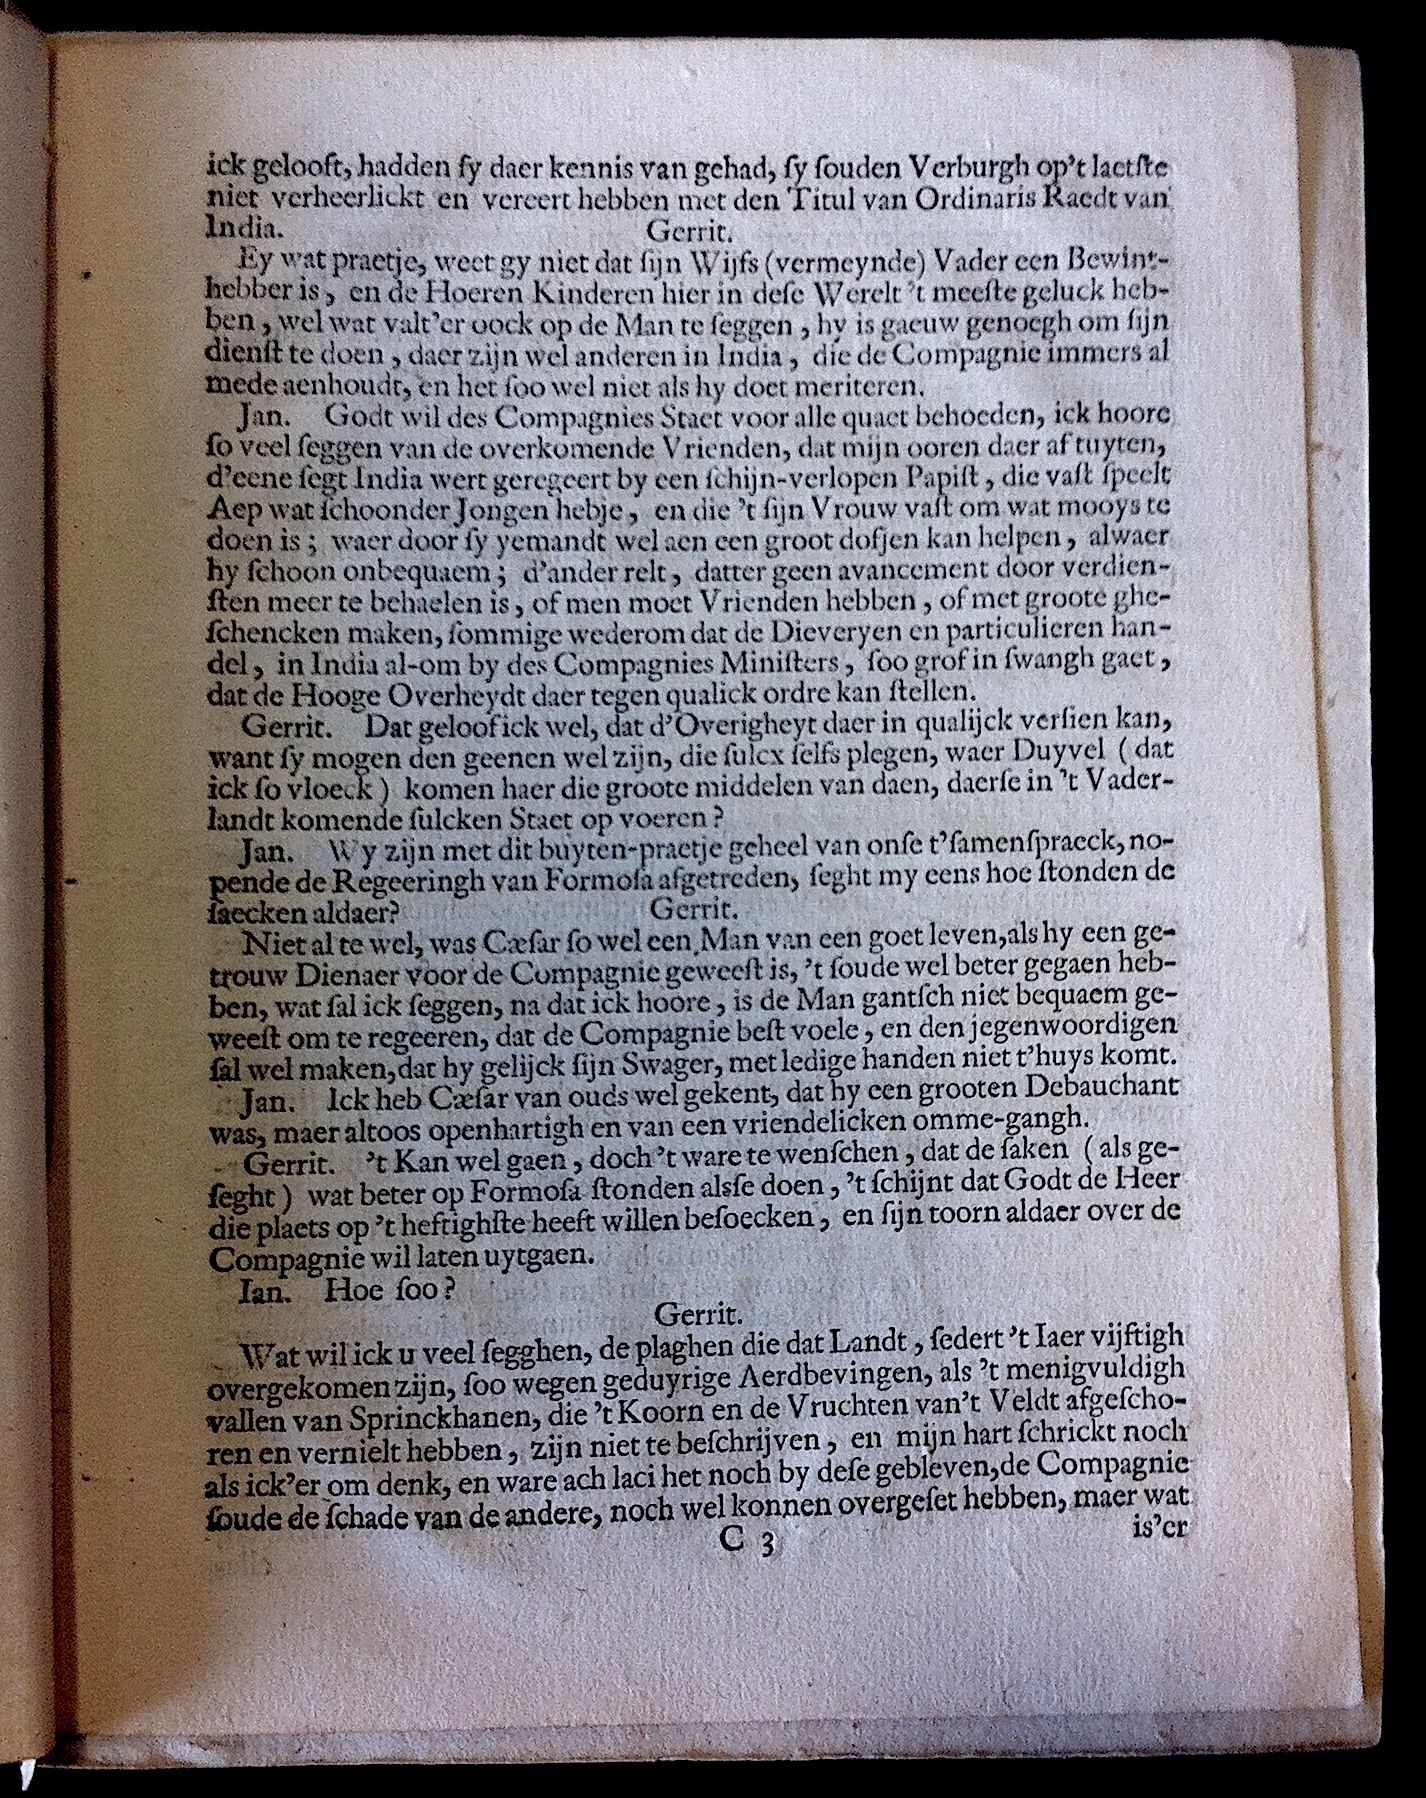 ick gelooft, hadden ſy daer kennis van gehad, ſy ſouden Verburgh op't laetſte
niet verheerlickt en vereert hebben met den Titul van Ordinaris Raedt van
India. Gerrit.
Ey wat praetje, weet gy niet dat ſijn Wijfs (vermeynde) Vader een Bewint-
hebber is, en de Hoeren Kinderen hier in deſe Werelt 't meeſte geluck heb-
ben, wel wat valt'er oock op de Man te ſeggen, hy is gaeuw genoegh om ſijn
dienſt te doen, daer zijn wel anderen in India, die de Compagnie immers al
mede aenhoudt, en het ſoo wel niet als hy doet meriteren.
Jan. Godt wil des Compagnies Staet voor alle quaet behoeden, ick hoore
ſo veel ſeggen van de overkomende Vrienden, dat mijn ooren daer af tuyten,
d'eene ſegt India wert geregeert by een ſchijn-verlopen Papiſt, die vaſt ſpeelt
Aep wat ſchoonder Jongen hebje, en die 't ſijn Vrouw vaſt om wat mooys te
doen is; waer door ſy yemandt wel aen een groot dofjen kan helpen, alwaer
hy ſchoon onbequaem; d'ander relt, datter geen avancement door verdien-
ſten meer te behaelen is, of men moet Vrienden hebben, of met groote ghe-
ſchencken maken, ſommige wederom dat de Dieveryen en particulieren han-
del, in India al-om by des Compagnies Miniſters, ſoo grof in ſwangh gaet,
dat de Hooge Overheydt daer tegen qualick ordre kan ſtellen.
Gerrit. Dat geloof ick wel, dat d'Overigheyt daer in qualijck verſien kan,
want ſy mogen den geenen wel zijn, die ſulcx ſelfs plegen, waer Duyvel (dat
ick ſo vloeck) komen haer die groote middelen van daen, daerſe in 't Vader-
landt komende ſulcken Staet op voeren?
Jan. Wy zijn met dit buyten-praetje geheel van onſe t'ſamenſpraeck, no-
pende de Regeeringh van Formoſa afgetreden, ſeght my eens hoe ſtonden de
ſaecken aldaer? Gerrit.
Niet al te wel, was Cæſar ſo wel een Man van een goet leven, als hy een ge-
trouw Dienaer voor de Compagnie geweeſt is, 't ſoude wel beter gegaen heb-
ben, wat ſal ick ſeggen, na dat ick hoore, is de Man gantſch niet bequaem ge-
weeſt om te regeeren, dat de Compagnie beſt voele, en den jegenwoordigen
ſal wel maken, dat hy gelijck ſijn Swager, met ledige handen niet t'huys komt.
Jan. Ick heb Cæſar van ouds wel gekent, dat hy een grooten Debauchant
was, maer altoos openhartigh en van een vriendelicken omme-gangh.
Gerrit. 't Kan wel gaen, doch 't ware te wenſchen, dat de ſaken (als ge-
ſeght) wat beter op Formoſa ſtonden alsſe doen, 't ſchijnt dat Godt de Heer
die plaets op 't heftighſte heeft willen beſoecken, en ſijn toorn aldaer over de
Compagnie wil laten uytgaen.
Ian. Hoe ſoo?
Gerrit.
Wat wil ick u veel ſegghen, de plaghen die dat Landt, ſedert 't Iaer vijftigh
overgekomen zijn, ſoo wegen geduyrige Aerdbevingen, als 't menigvuldigh
vallen van Sprinckhanen, die 't Koorn en de Vruchten van't Veldt afgeſcho-
ren en vernielt hebben, zijn niet te beſchrijven, en mijn hart ſchrickt noch
als ick'er om denk, en ware ach laci het noch by deſe gebleven, de Compagnie
ſoude de ſchade van de andere, noch wel konnen overgeſet hebben, maer wat
C 3 is'er